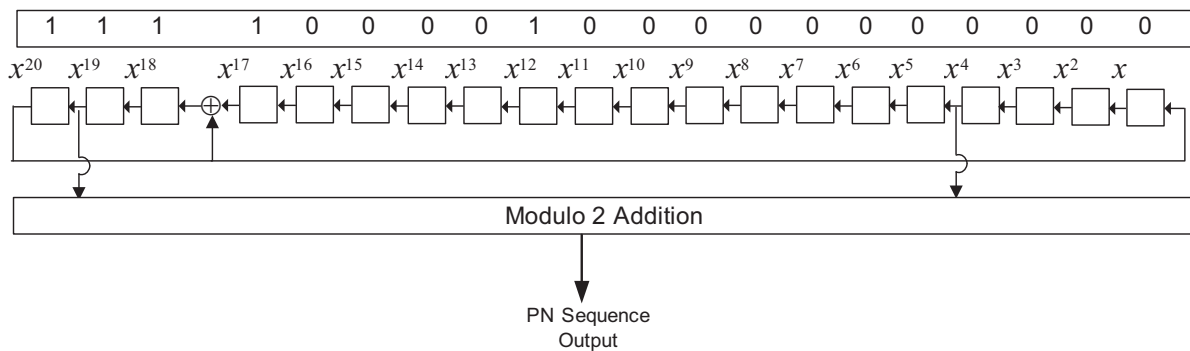 1 1 1 1 0 0 0 0 1 0 0 0 0 0 0 0 0 0 0 0
x²⁰ x¹⁹ x¹⁸ x¹⁷ x¹⁶ x¹⁵ x¹⁴ x¹³ x¹² x¹¹ x¹⁰ x⁹ x⁸ x⁷ x⁶ x⁵ x⁴ x³ x² x
Modulo 2 Addition
PN Sequence
Output